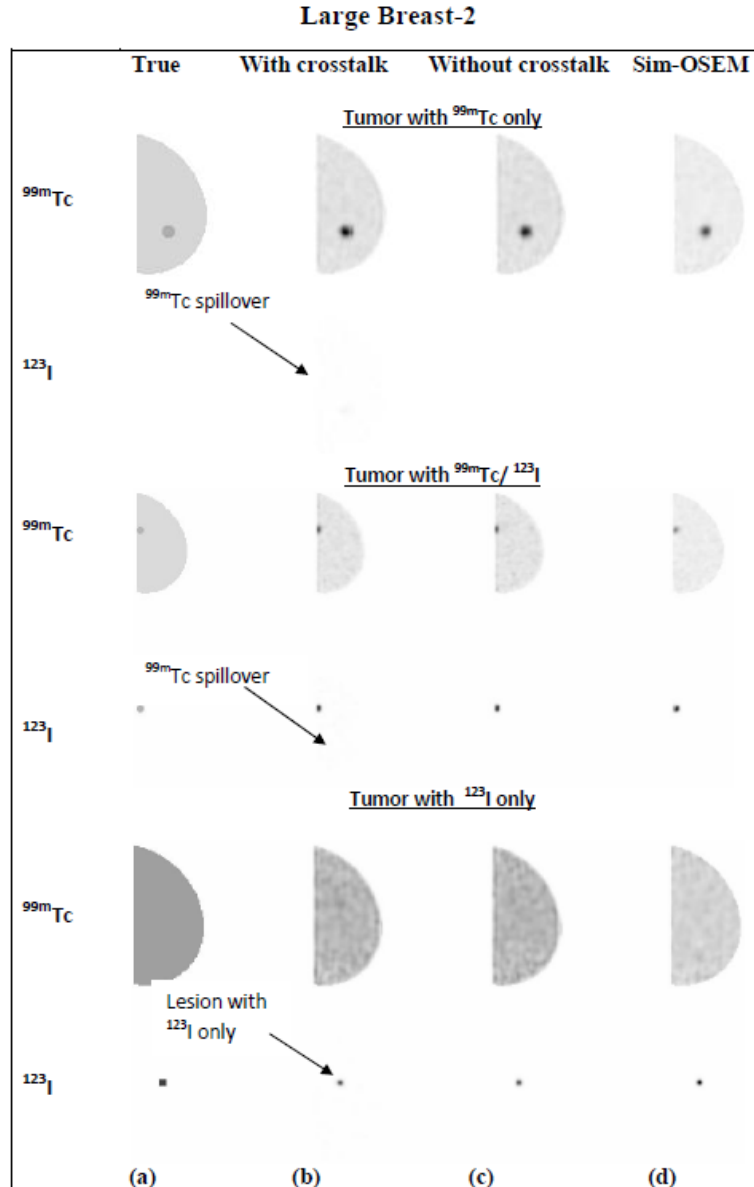 Large Breast-2
True With crosstalk Without crosstalk Sim-OSEM
Tumor with ⁹⁹ᵐTc only
⁹⁹ᵐTc
⁹⁹ᵐTc spillover
¹²³I
Tumor with ⁹⁹ᵐTc/ ¹²³I
⁹⁹ᵐTc
⁹⁹ᵐTc spillover
¹²³I
Tumor with ¹²³I only
⁹⁹ᵐTc
Lesion with
¹²³I only
¹²³I
(a) (b) (c) (d)